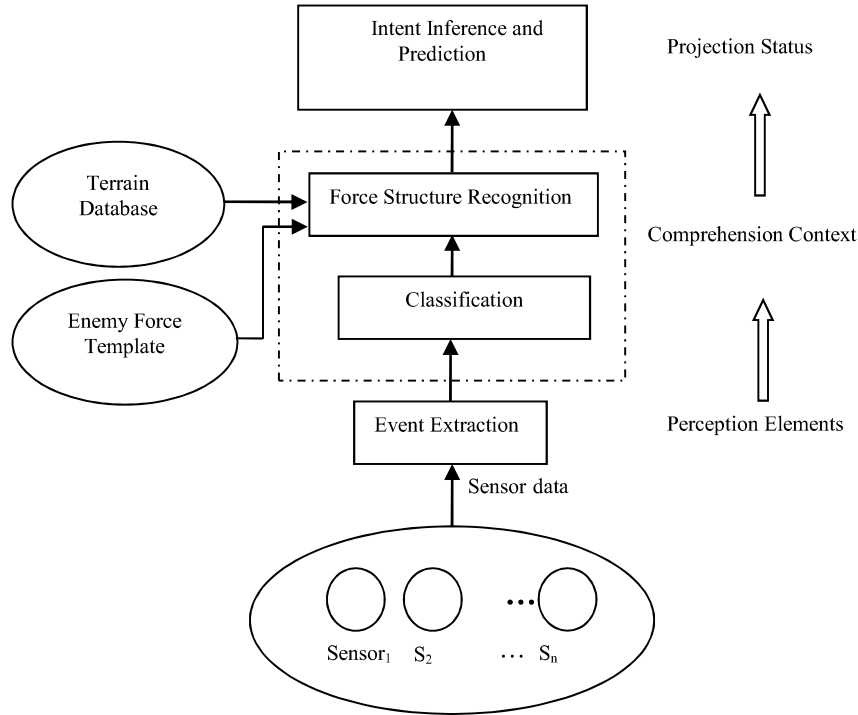 Intent Inference and
Prediction
Projection Status
Terrain
Database
Force Structure Recognition
Comprehension Context
Enemy Force
Template
Classification
Event Extraction
Perception Elements
Sensor data
...
Sensor₁ S₂ ... Sₙ